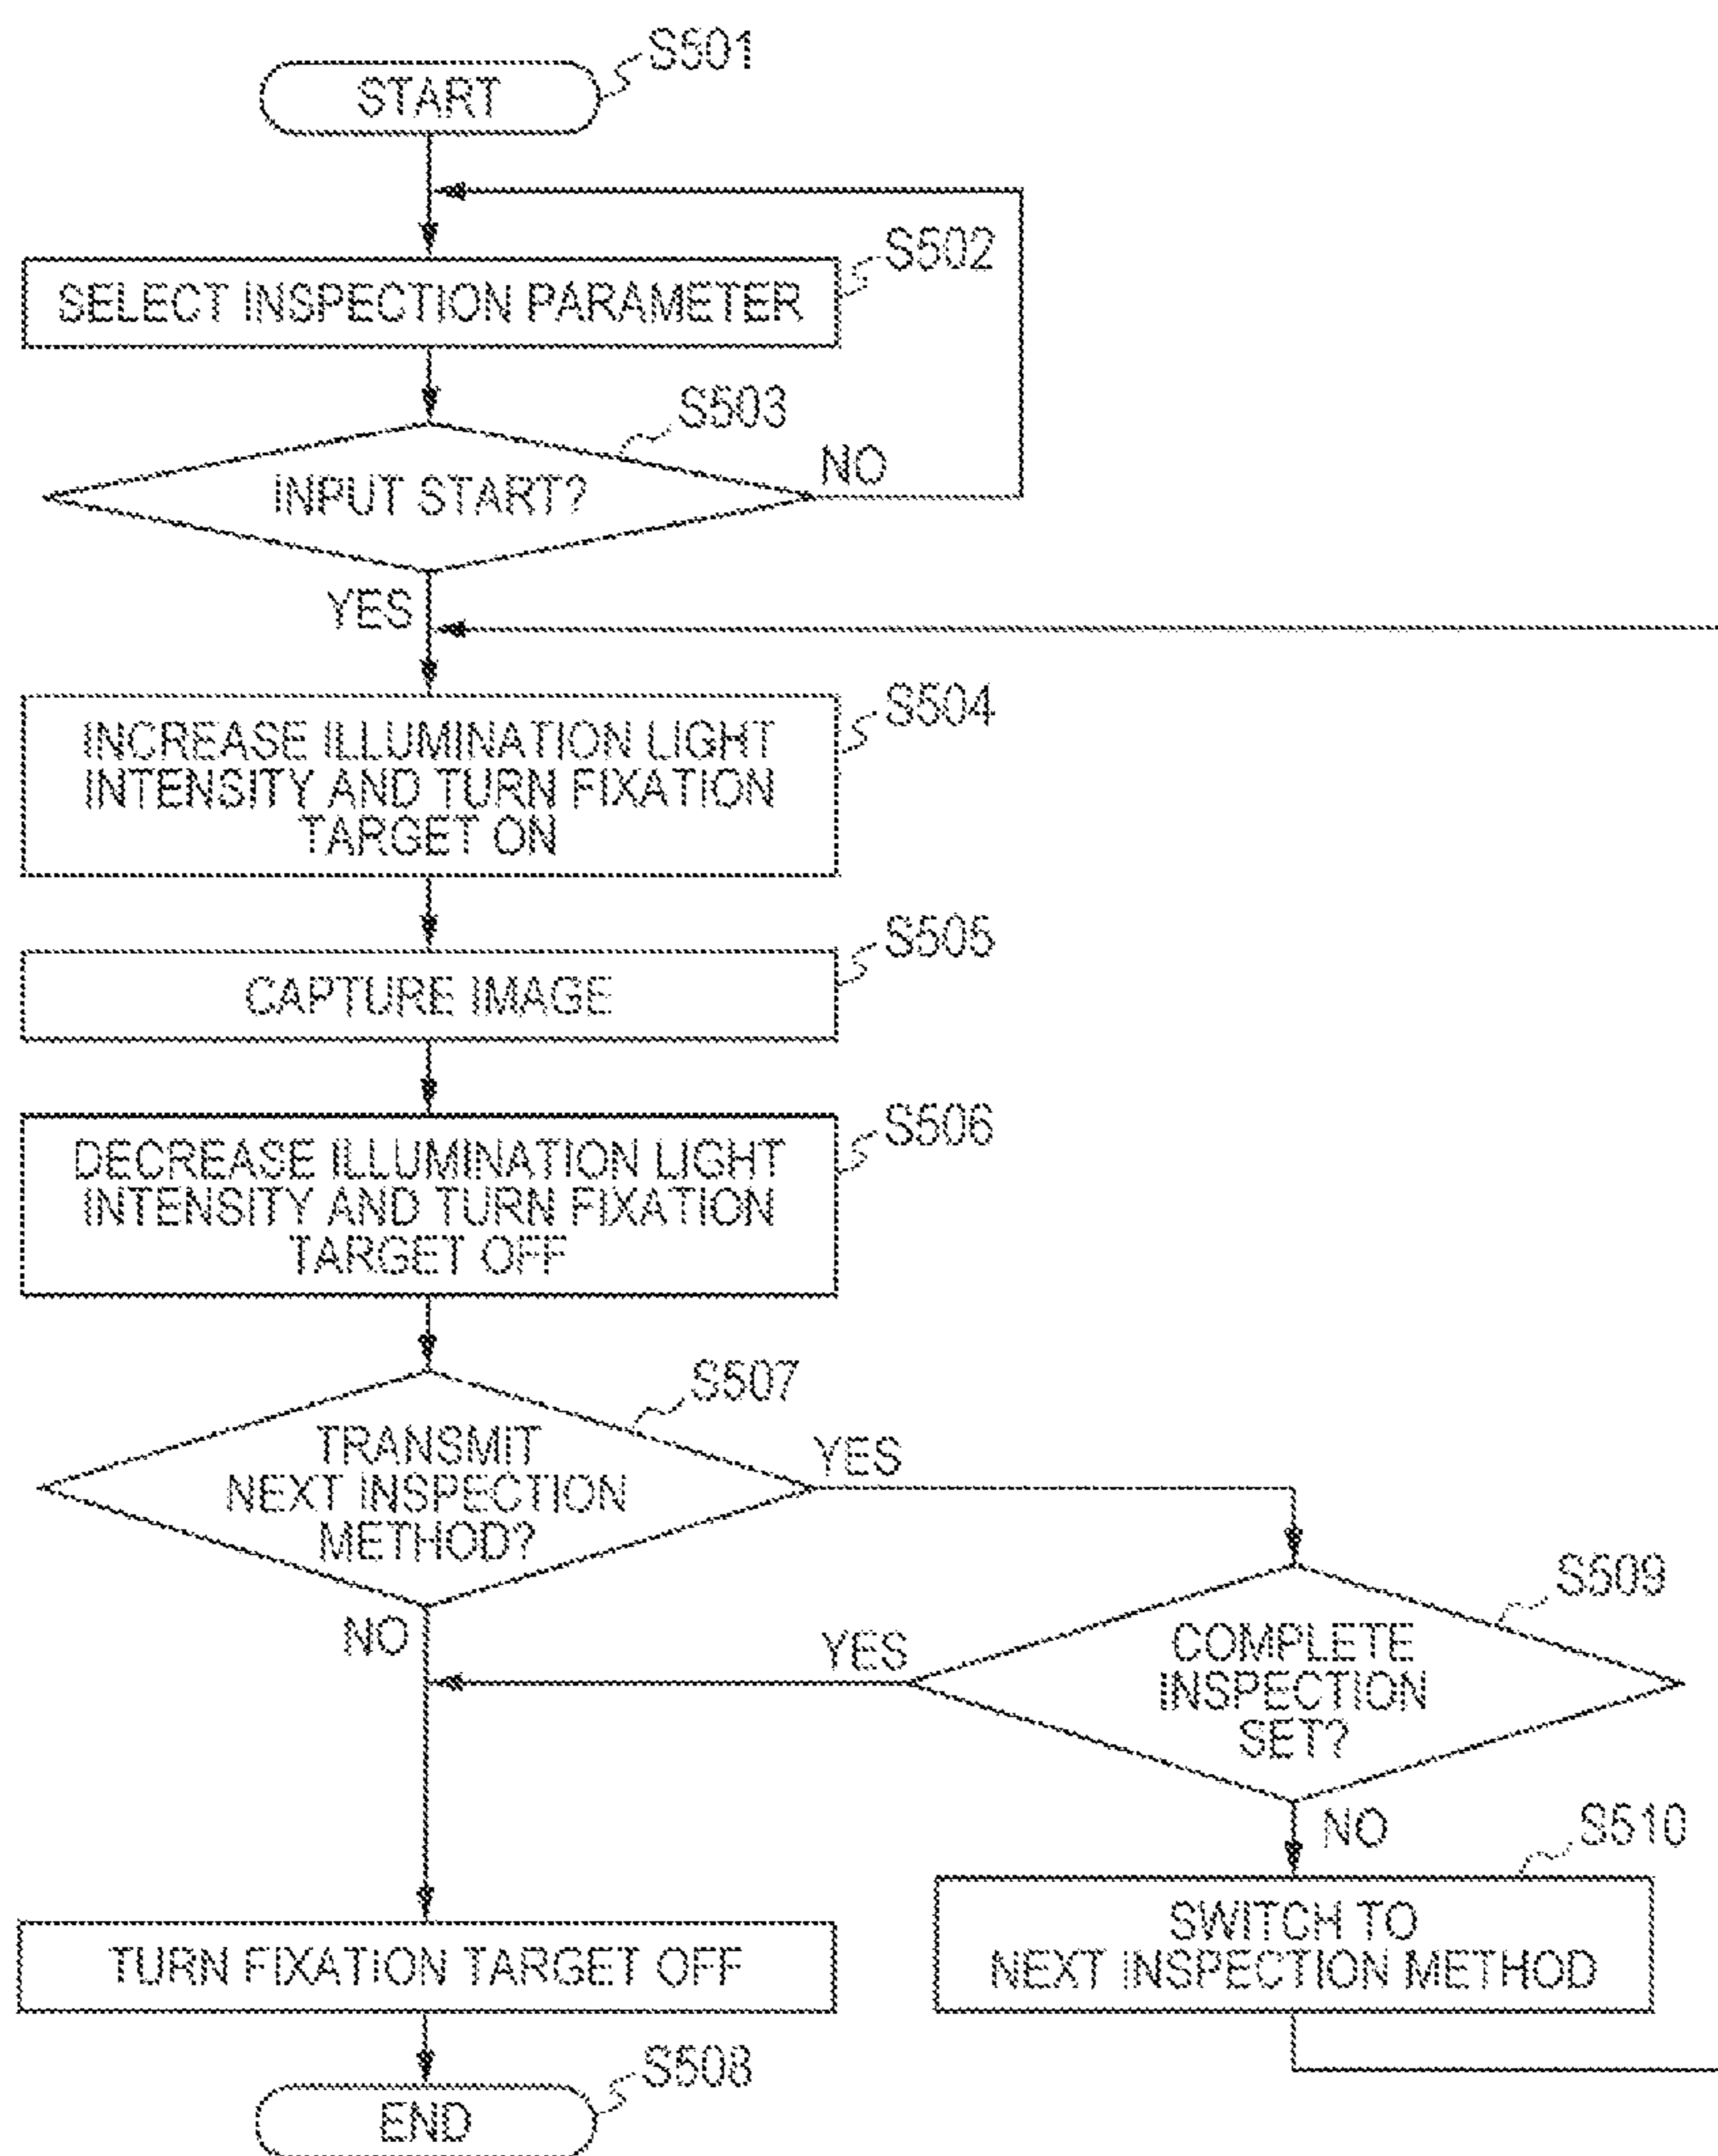 START
S501
SELECT INSPECTION PARAMETER
S502
INPUT START?
S503
NO
YES
INCREASE ILLUMINATION LIGHT
INTENSITY AND TURN FIXATION
TARGET ON
S504
CAPTURE IMAGE
S505
DECREASE ILLUMINATION LIGHT
INTENSITY AND TURN FIXATION
TARGET OFF
S506
TRANSMIT
NEXT INSPECTION
METHOD?
S507
YES
NO
COMPLETE
INSPECTION
SET?
S509
YES
NO
SWITCH TO
NEXT INSPECTION METHOD
S510
TURN FIXATION TARGET OFF
END
S508